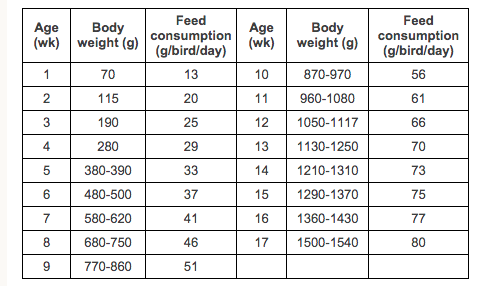 Age (wk) Body weight (g) Feed consumption (g/bird/day) Age (wk) Body weight (g) Feed consumption (g/bird/day)
1 70 13 10 870-970 56
2 115 20 11 960-1080 61
3 190 25 12 1050-1117 66
4 280 29 13 1130-1250 70
5 380-390 33 14 1210-1310 73
6 480-500 37 15 1290-1370 75
7 580-620 41 16 1360-1430 77
8 680-750 46 17 1500-1540 80
9 770-860 51